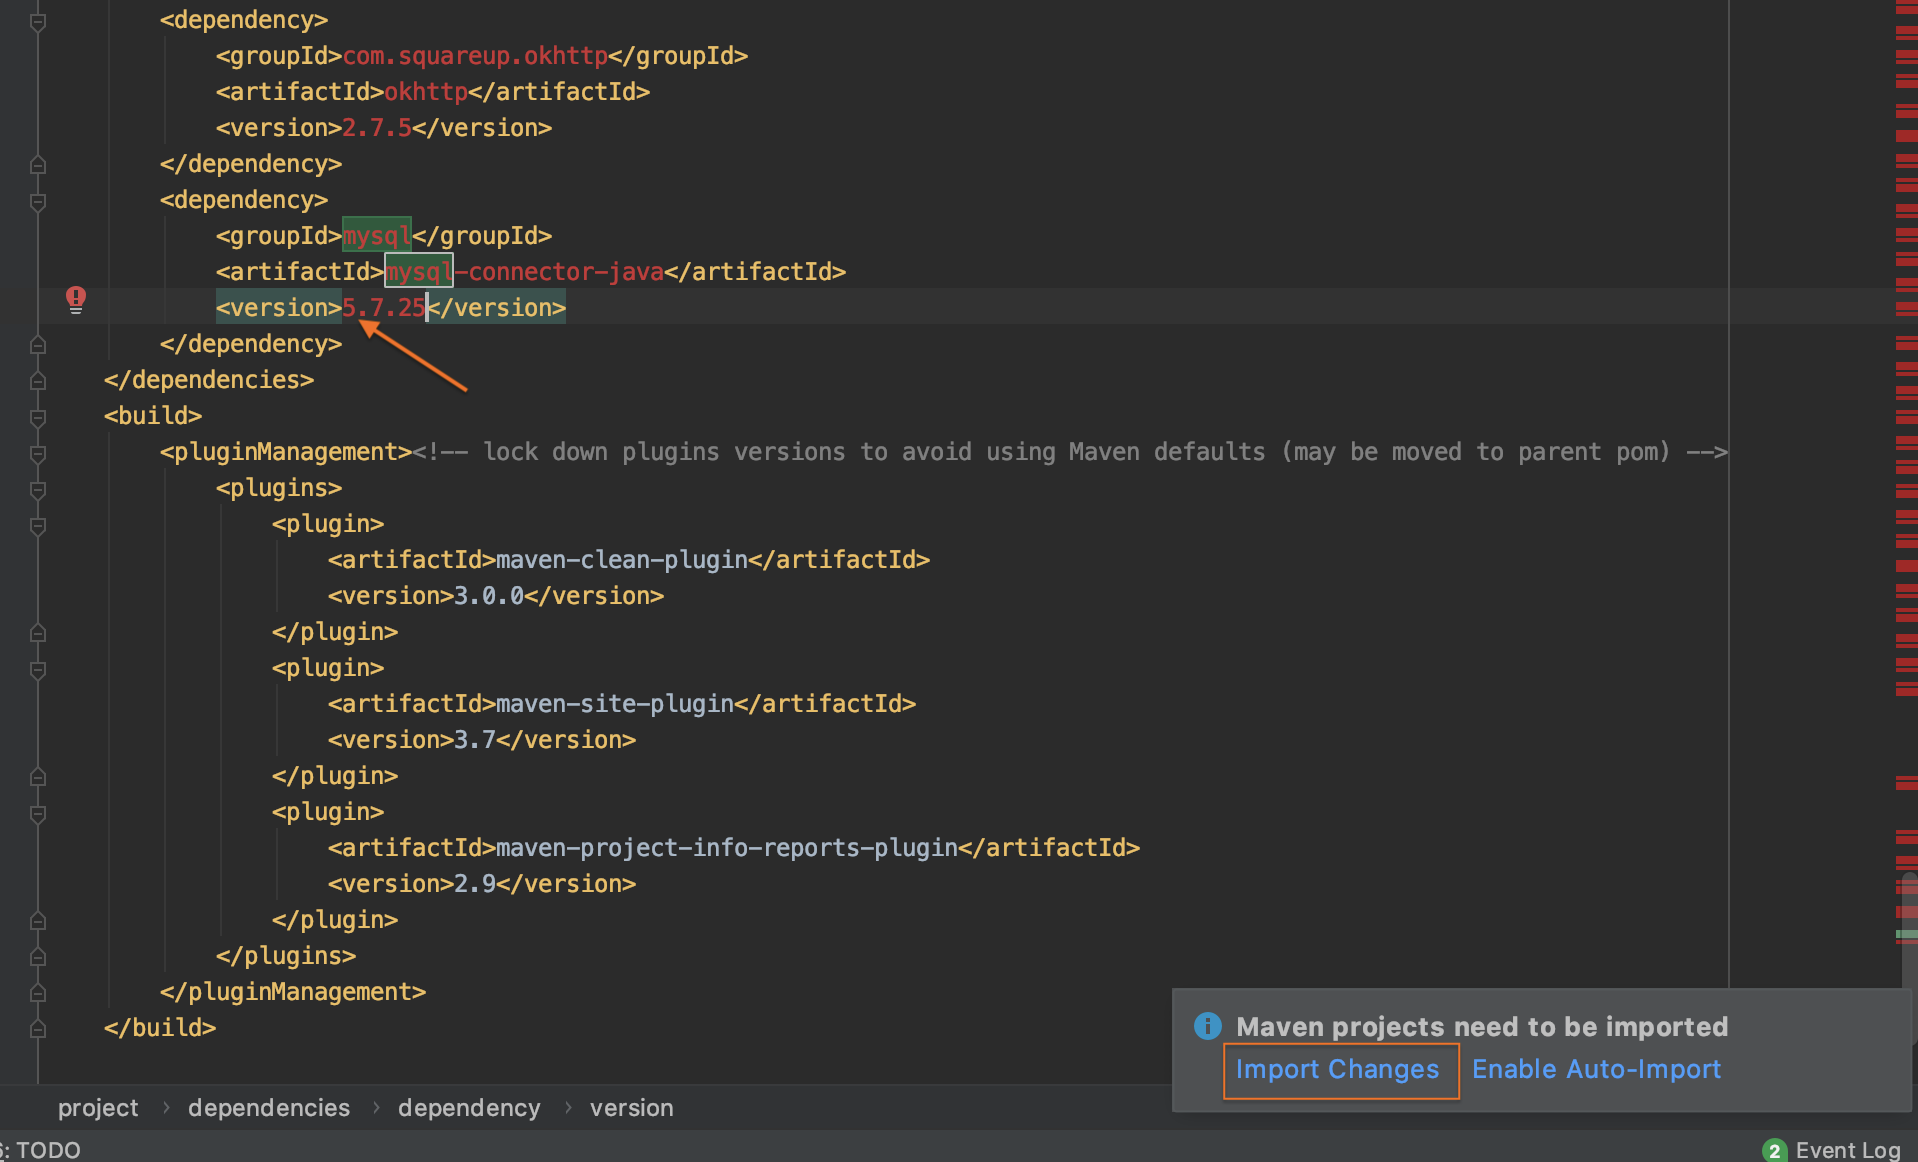 <dependency>
<groupId>com.squareup.okhttp</groupId>
<artifactId>okhttp</artifactId>
<version>2.7.5</version>
</dependency>
<dependency>
<groupId>mysql</groupId>
<artifactId>mysql-connector-java</artifactId>
<version>5.7.25</version>
</dependency>
</dependencies>
<build>
<pluginManagement><!-- lock down plugins versions to avoid using Maven defaults (may be moved to parent pom) -->
<plugins>
<plugin>
<artifactId>maven-clean-plugin</artifactId>
<version>3.0.0</version>
</plugin>
<plugin>
<artifactId>maven-site-plugin</artifactId>
<version>3.7</version>
</plugin>
<plugin>
<artifactId>maven-project-info-reports-plugin</artifactId>
<version>2.9</version>
</plugin>
</plugins>
</pluginManagement>
</build>
Maven projects need to be imported
Import Changes Enable Auto-Import
project › dependencies › dependency › version
: TODO
2 Event Log